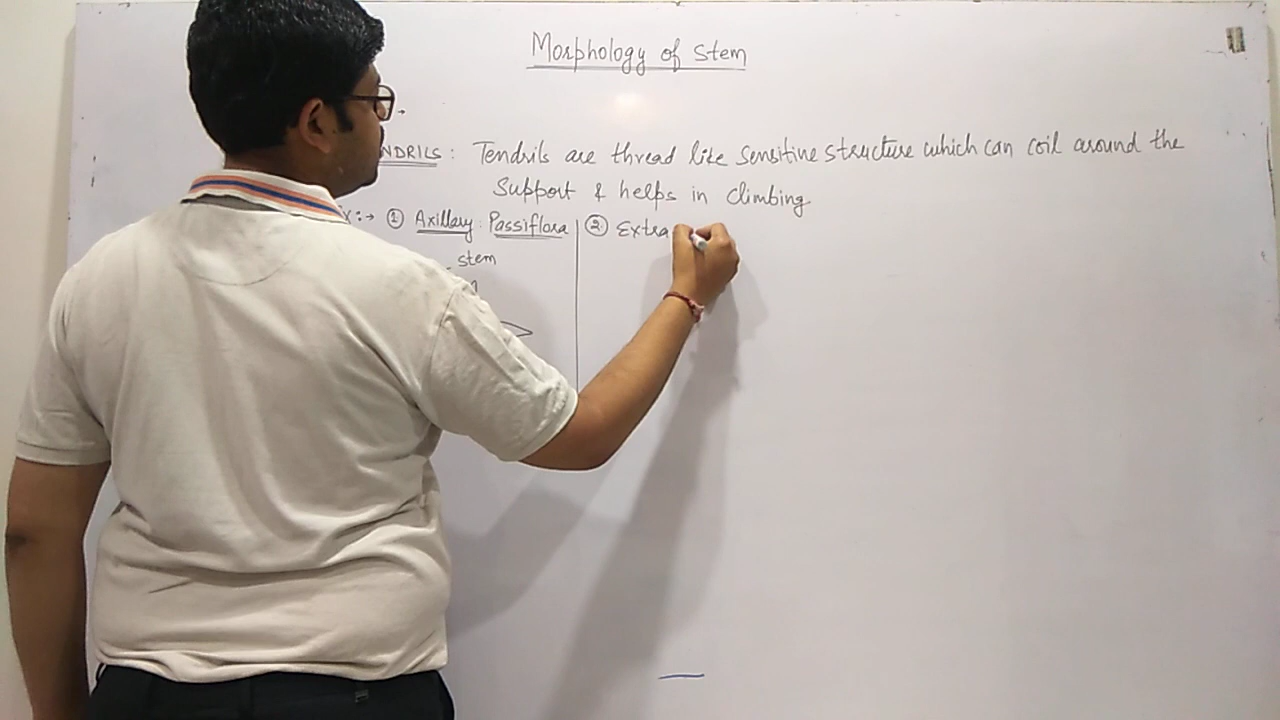 Morphology of Stem
NDRILS : Tendrils are thread like sensitive structure which can coil around the
Support & helps in climbing
x:→ ① Axillary : Passiflora ② Extra
stem